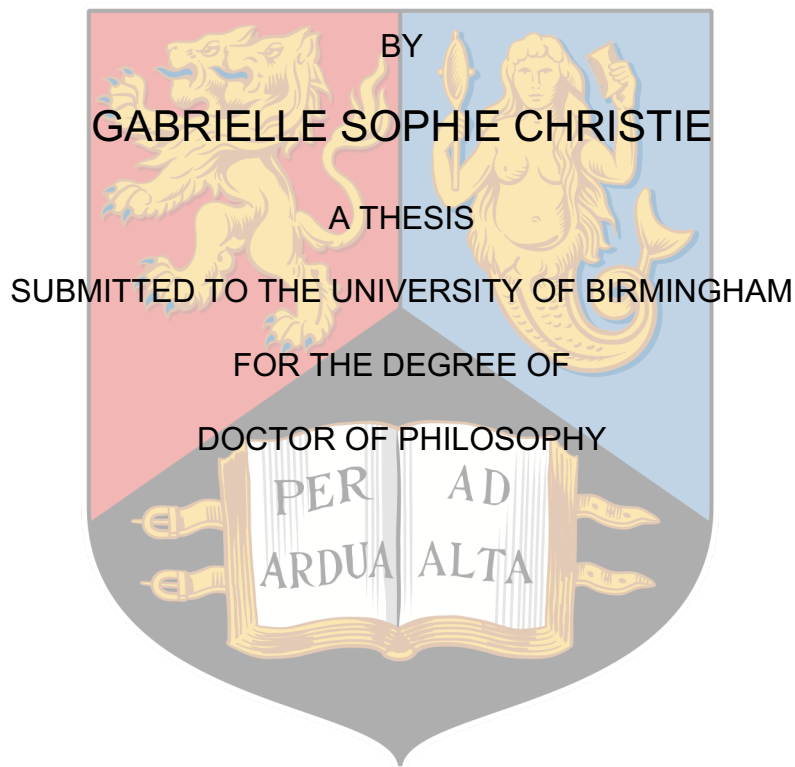 BY
GABRIELLE SOPHIE CHRISTIE
A THESIS
SUBMITTED TO THE UNIVERSITY OF BIRMINGHAM
FOR THE DEGREE OF
DOCTOR OF PHILOSOPHY
PER AD
ARDUA ALTA